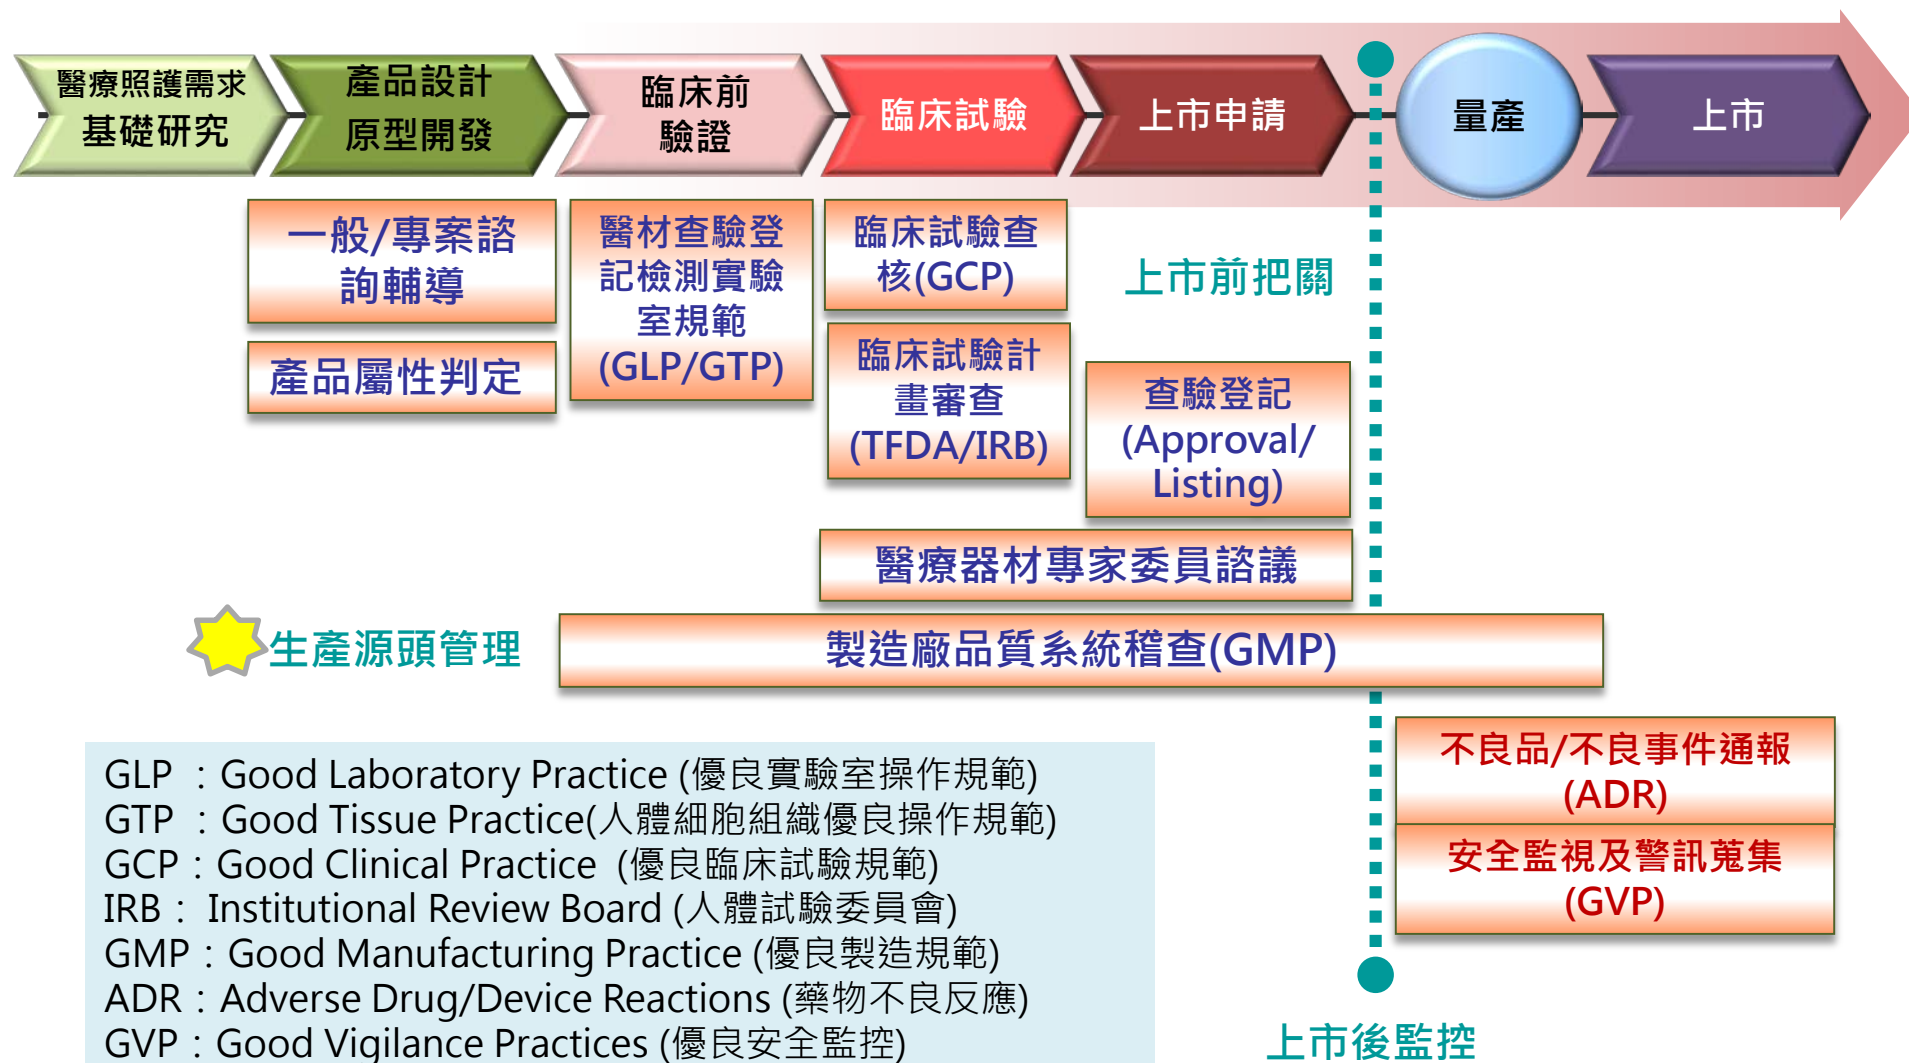 醫療照護需求
基礎研究
產品設計
原型開發
臨床前
驗證
臨床試驗
上市申請
量產
上市
一般/專案諮
詢輔導
產品屬性判定
醫材查驗登
記檢測實驗
室規範
(GLP/GTP)
臨床試驗查
核(GCP)
臨床試驗計
畫審查
(TFDA/IRB)
上市前把關
查驗登記
(Approval/
Listing)
醫療器材專家委員諮議
生產源頭管理
製造廠品質系統稽查(GMP)
不良品/不良事件通報
(ADR)
安全監視及警訊蒐集
(GVP)
GLP ：Good Laboratory Practice (優良實驗室操作規範)
GTP ：Good Tissue Practice(人體細胞組織優良操作規範)
GCP：Good Clinical Practice (優良臨床試驗規範)
IRB： Institutional Review Board (人體試驗委員會)
GMP：Good Manufacturing Practice (優良製造規範)
ADR：Adverse Drug/Device Reactions (藥物不良反應)
GVP：Good Vigilance Practices (優良安全監控)
上市後監控